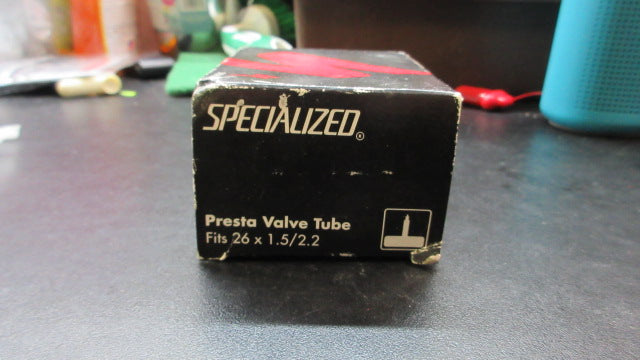 SPECIALIZED®
Presta Valve Tube
Fits 26 x 1.5/2.2